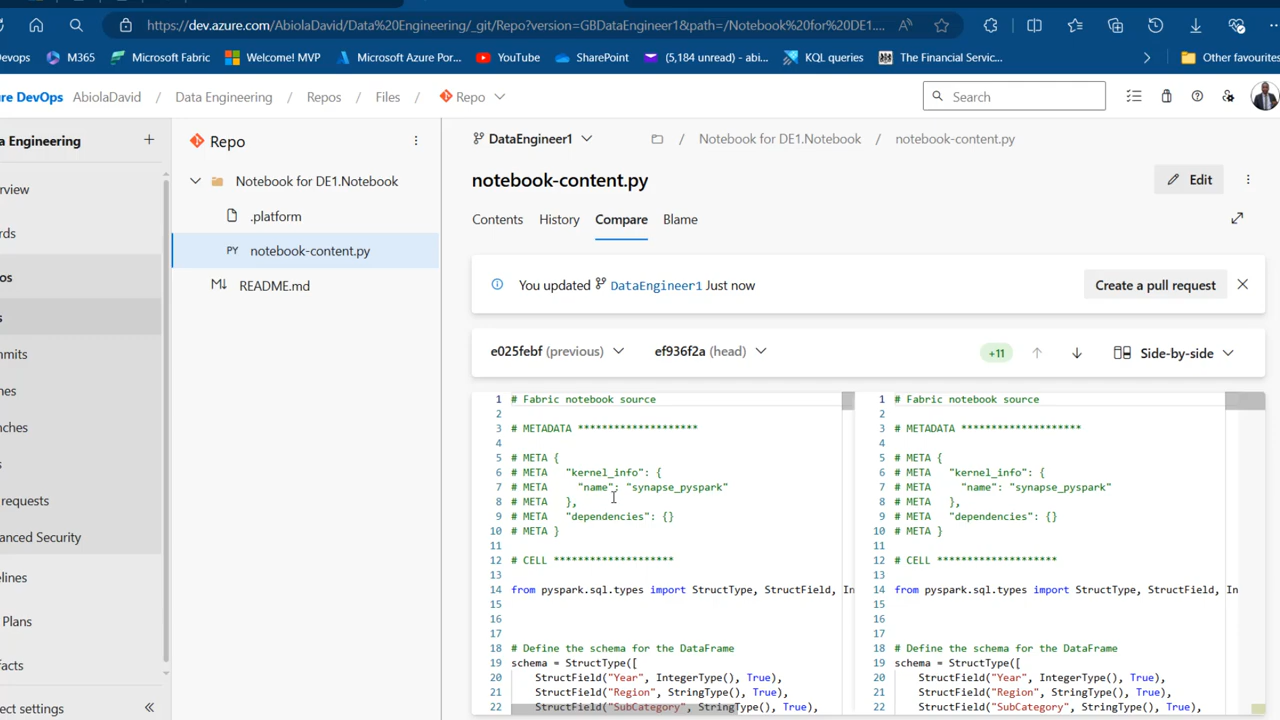 https://dev.azure.com/AbiolaDavid/Data%20Engineering/_git/Repo?version=GBDataEngineer1&path=/Notebook%20for%20DE1....
Devops M365 Microsoft Fabric Welcome! MVP Microsoft Azure Por... YouTube SharePoint (5,184 unread) - abi... KQL queries The Financial Servic... Other favourites
ure DevOps AbiolaDavid / Data Engineering / Repos / Files / Repo Search
a Engineering
rview
rds
os
s
mmits
nes
nches
s
requests
anced Security
elines
Plans
facts
ect settings
Repo
Notebook for DE1.Notebook
.platform
PY notebook-content.py
README.md
DataEngineer1 / Notebook for DE1.Notebook / notebook-content.py
notebook-content.py Edit
Contents History Compare Blame
You updated DataEngineer1 Just now Create a pull request
e025febf (previous) ef936f2a (head) +11 Side-by-side
1 # Fabric notebook source
2
3 # METADATA ********************
4
5 # META {
6 # META "kernel_info": {
7 # META "name": "synapse_pyspark"
8 # META },
9 # META "dependencies": {}
10 # META }
11
12 # CELL ********************
13
14 from pyspark.sql.types import StructType, StructField, In
15
16
17
18 # Define the schema for the DataFrame
19 schema = StructType([
20 StructField("Year", IntegerType(), True),
21 StructField("Region", StringType(), True),
22 StructField("SubCategory", StringType(), True),
1 # Fabric notebook source
2
3 # METADATA ********************
4
5 # META {
6 # META "kernel_info": {
7 # META "name": "synapse_pyspark"
8 # META },
9 # META "dependencies": {}
10 # META }
11
12 # CELL ********************
13
14 from pyspark.sql.types import StructType, StructField, In
15
16
17
18 # Define the schema for the DataFrame
19 schema = StructType([
20 StructField("Year", IntegerType(), True),
21 StructField("Region", StringType(), True),
22 StructField("SubCategory", StringType(), True),